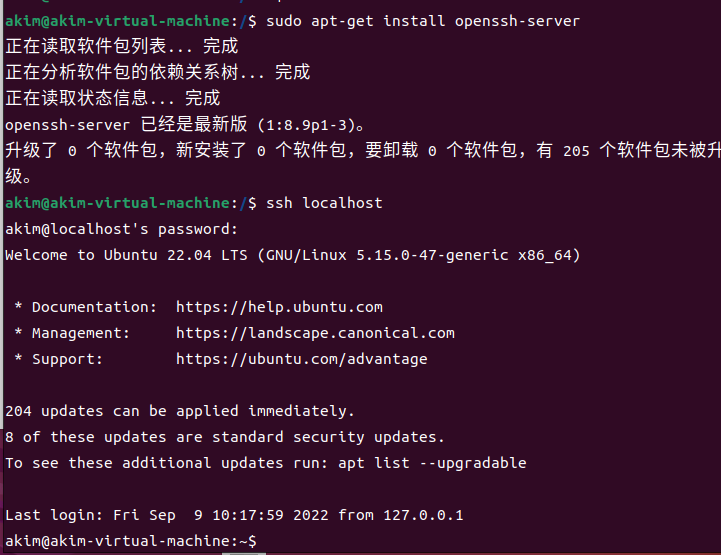 akim@akim-virtual-machine:/$ sudo apt-get install openssh-server
正在读取软件包列表... 完成
正在分析软件包的依赖关系树... 完成
正在读取状态信息... 完成
openssh-server 已经是最新版 (1:8.9p1-3)。
升级了 0 个软件包，新安装了 0 个软件包，要卸载 0 个软件包，有 205 个软件包未被升
级。
akim@akim-virtual-machine:/$ ssh localhost
akim@localhost's password:
Welcome to Ubuntu 22.04 LTS (GNU/Linux 5.15.0-47-generic x86_64)
* Documentation:  https://help.ubuntu.com
* Management:     https://landscape.canonical.com
* Support:        https://ubuntu.com/advantage
204 updates can be applied immediately.
8 of these updates are standard security updates.
To see these additional updates run: apt list --upgradable
Last login: Fri Sep  9 10:17:59 2022 from 127.0.0.1
akim@akim-virtual-machine:~$